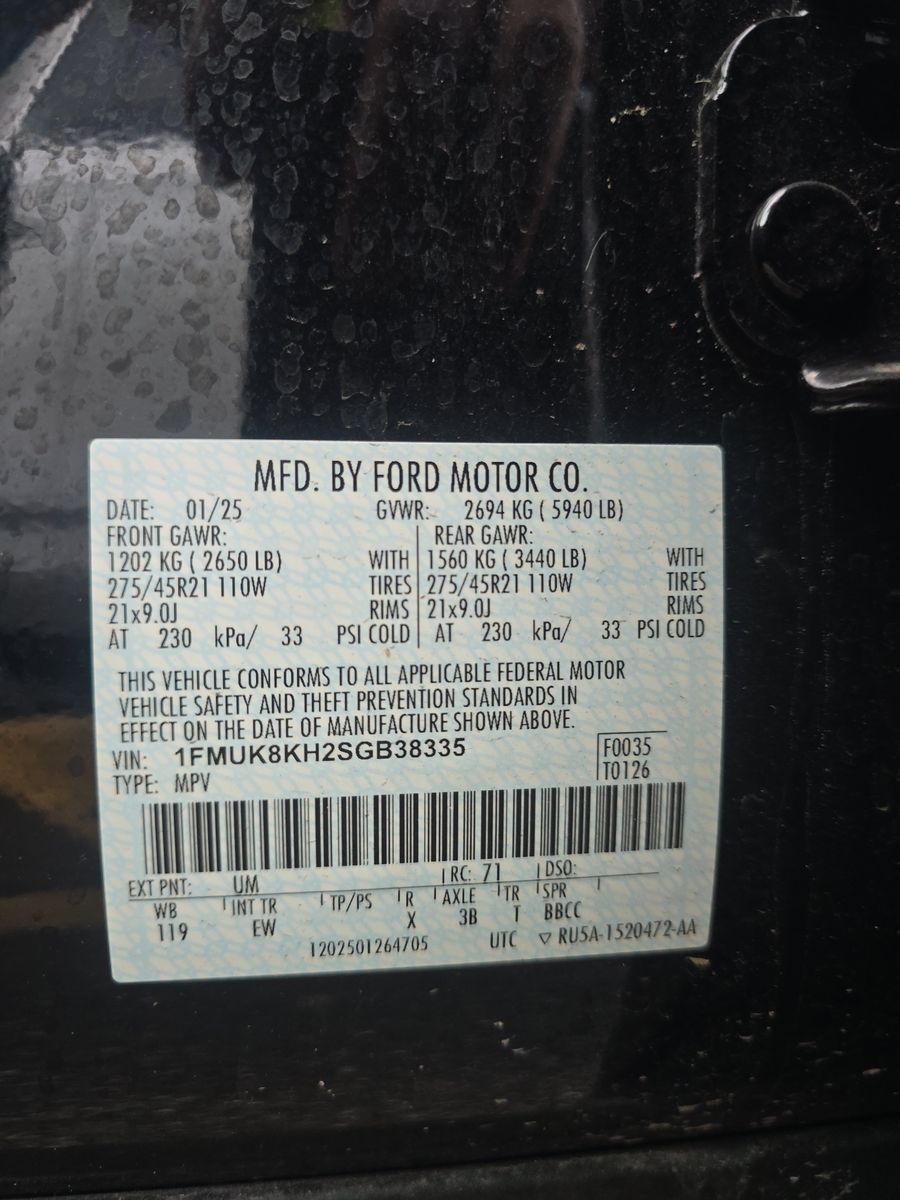 MFD. BY FORD MOTOR CO.
DATE: 01/25 GVWR: 2694 KG ( 5940 LB)
FRONT GAWR: REAR GAWR:
1202 KG ( 2650 LB) WITH 1560 KG ( 3440 LB) WITH
275/45R21 110W TIRES 275/45R21 110W TIRES
21x9.0J RIMS 21x9.0J RIMS
AT 230 kPa/ 33 PSI COLD AT 230 kPa/ 33 PSI COLD
THIS VEHICLE CONFORMS TO ALL APPLICABLE FEDERAL MOTOR
VEHICLE SAFETY AND THEFT PREVENTION STANDARDS IN
EFFECT ON THE DATE OF MANUFACTURE SHOWN ABOVE.
VIN: 1FMUK8KH2SGB38335 F0035
TYPE: MPV T0126
EXT PNT: UM RC: 71 DSO:
WB INT TR TP/PS R AXLE TR SPR
119 EW X 3B T BBCC
1202501264705 UTC ▽ RU5A-1520472-AA